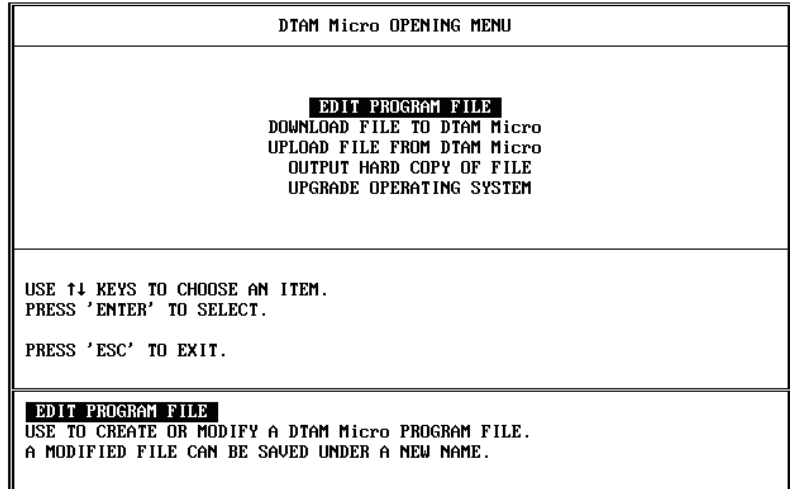 DTAM Micro OPENING MENU
EDIT PROGRAM FILE
DOWNLOAD FILE TO DTAM Micro
UPLOAD FILE FROM DTAM Micro
OUTPUT HARD COPY OF FILE
UPGRADE OPERATING SYSTEM
USE ↑↓ KEYS TO CHOOSE AN ITEM.
PRESS 'ENTER' TO SELECT.
PRESS 'ESC' TO EXIT.
EDIT PROGRAM FILE
USE TO CREATE OR MODIFY A DTAM Micro PROGRAM FILE.
A MODIFIED FILE CAN BE SAVED UNDER A NEW NAME.